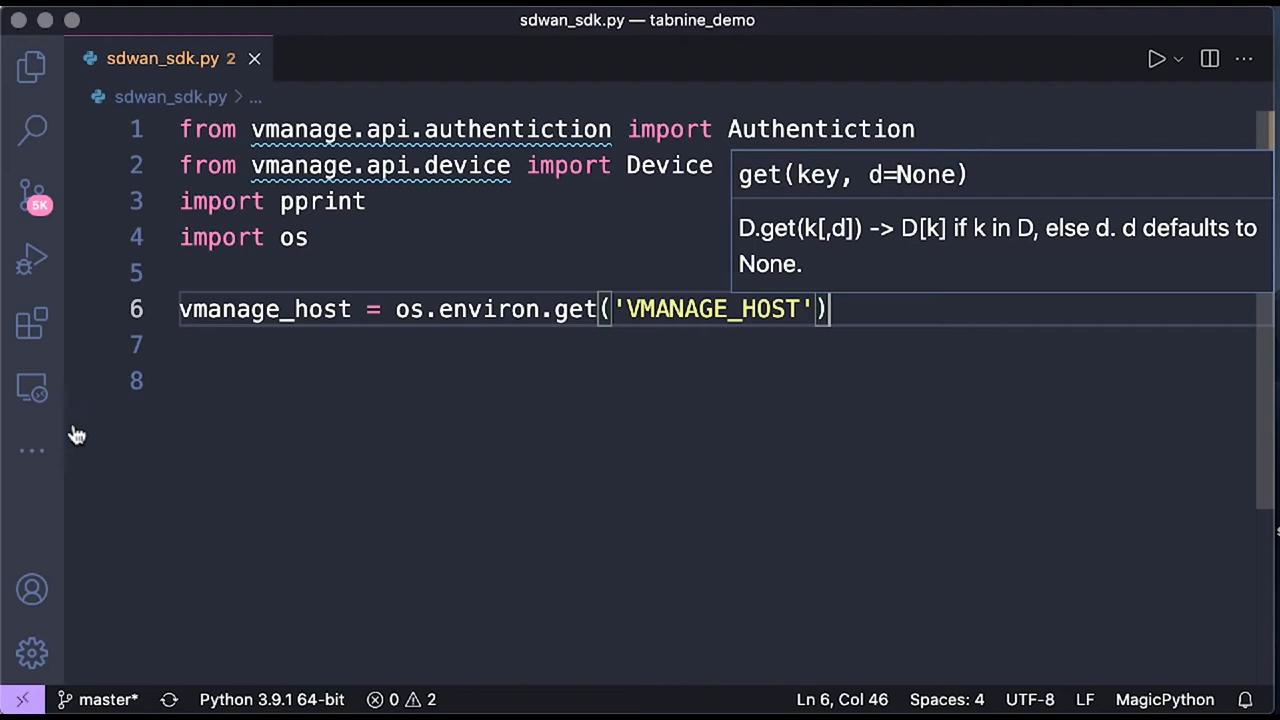 sdwan_sdk.py — tabnine_demo
sdwan_sdk.py 2
sdwan_sdk.py > ...
1 from vmanage.api.authentiction import Authentiction
2 from vmanage.api.device import Device
get(key, d=None)
3 import pprint
D.get(k[,d]) -> D[k] if k in D, else d. d defaults to
4 import os
None.
5
6 vmanage_host = os.environ.get('VMANAGE_HOST')
7
8
5K
master* Python 3.9.1 64-bit 0 2 Ln 6, Col 46 Spaces: 4 UTF-8 LF MagicPython